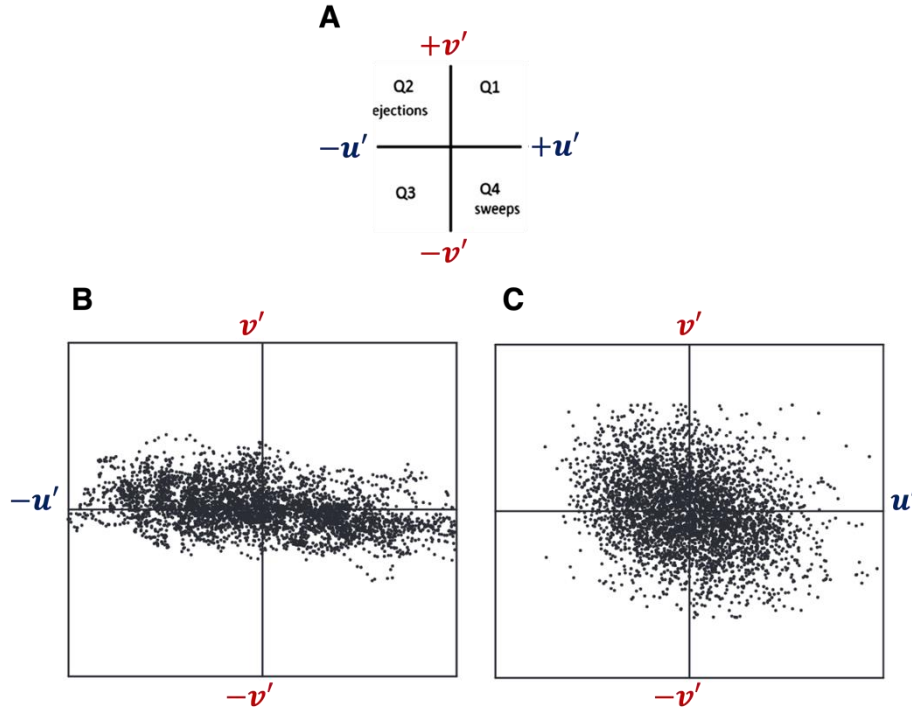 A
+v′
Q2 Q1
ejections
−u′ +u′
Q3 Q4
sweeps
−v′
B C
v′ v′
−u′ u′
−v′ −v′